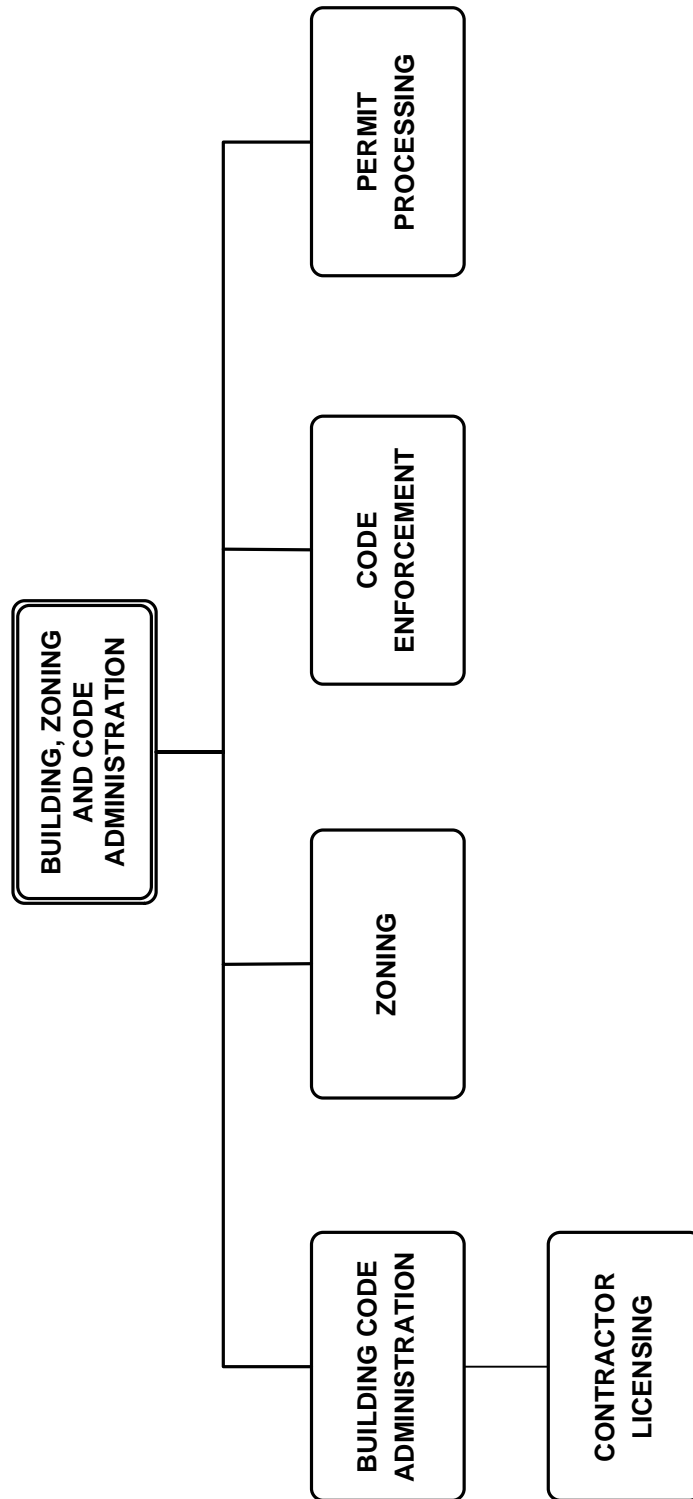 BUILDING, ZONING
AND CODE
ADMINISTRATION
BUILDING CODE
ADMINISTRATION
ZONING
CODE
ENFORCEMENT
PERMIT
PROCESSING
CONTRACTOR
LICENSING